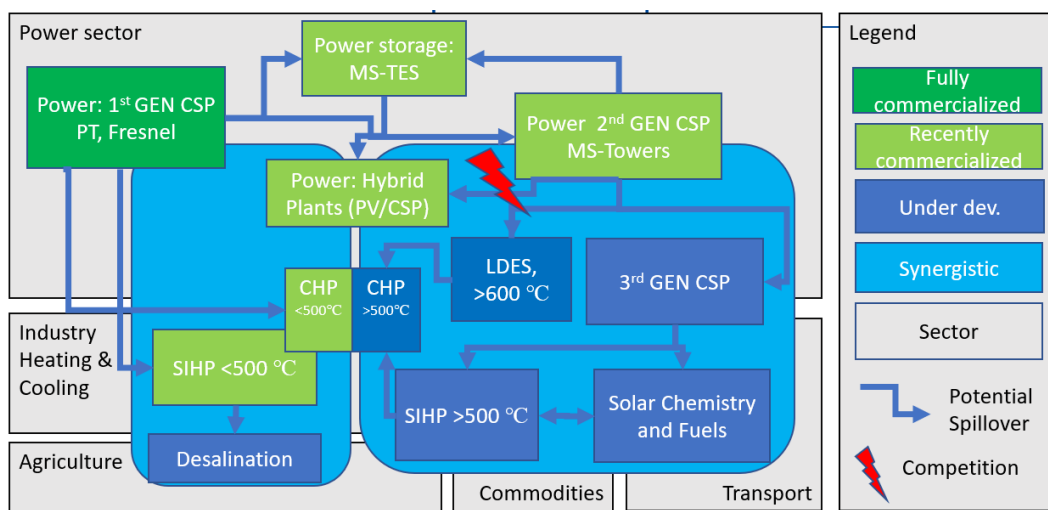 Power sector
Power storage:
MS-TES
Power: 1st GEN CSP
PT, Fresnel
Power 2nd GEN CSP
MS-Towers
Power: Hybrid
Plants (PV/CSP)
CHP
<500℃
CHP
>500℃
LDES,
>600 ℃
3rd GEN CSP
Industry
Heating &
Cooling
SIHP <500 ℃
SIHP >500 ℃
Solar Chemistry
and Fuels
Agriculture
Desalination
Commodities
Transport
Legend
Fully
commercialized
Recently
commercialized
Under dev.
Synergistic
Sector
Potential
Spillover
Competition